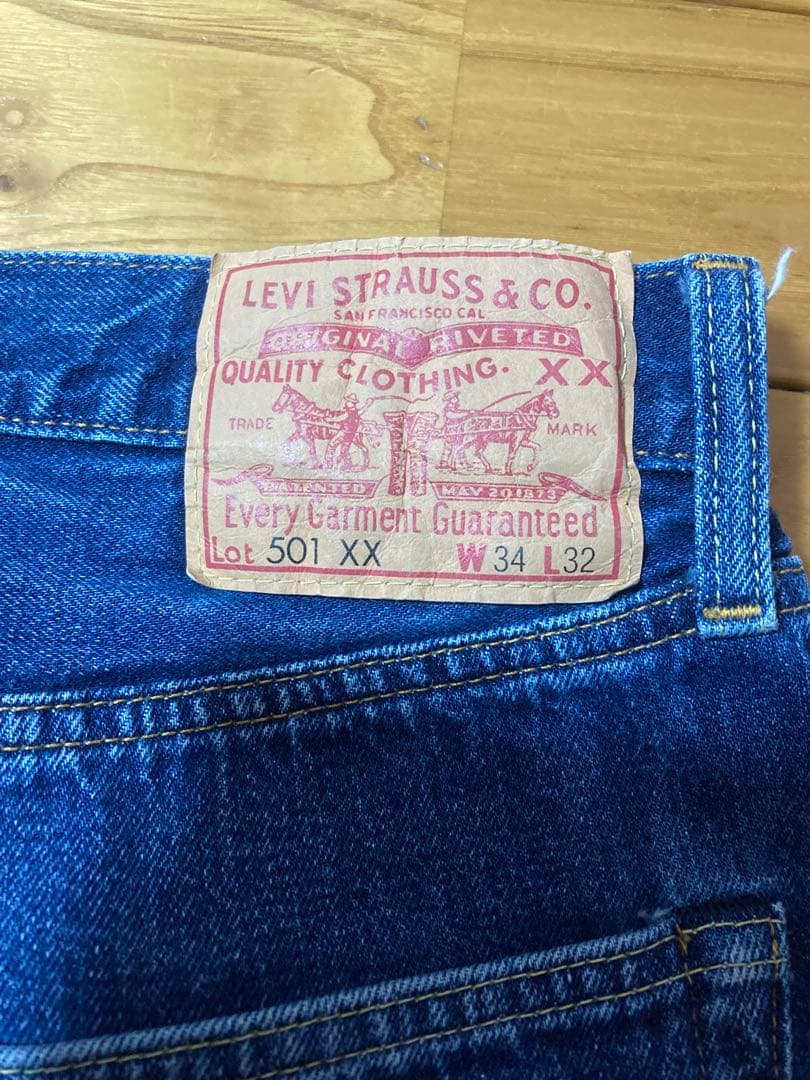 LEVI STRAUSS & CO.
SAN FRANCISCO CAL
ORIGINAL RIVETED
QUALITY CLOTHING. XX
TRADE MARK
PATENTED MAY 20 1873
Every Garment Guaranteed
Lot 501 XX W 34 L 32